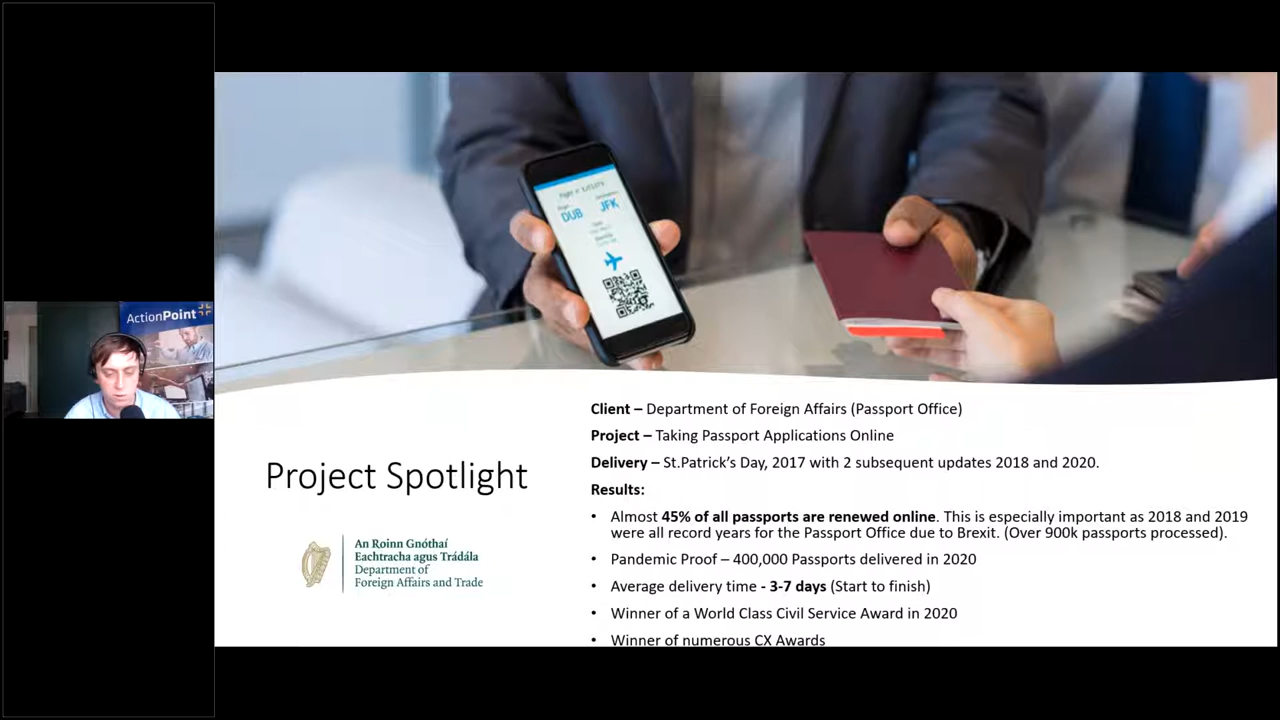 ActionPoint
DUB JFK
Project Spotlight
An Roinn Gnóthaí
Eachtracha agus Trádála
Department of
Foreign Affairs and Trade
Client – Department of Foreign Affairs (Passport Office)
Project – Taking Passport Applications Online
Delivery – St.Patrick’s Day, 2017 with 2 subsequent updates 2018 and 2020.
Results:
• Almost 45% of all passports are renewed online. This is especially important as 2018 and 2019
were all record years for the Passport Office due to Brexit. (Over 900k passports processed).
• Pandemic Proof – 400,000 Passports delivered in 2020
• Average delivery time - 3-7 days (Start to finish)
• Winner of a World Class Civil Service Award in 2020
• Winner of numerous CX Awards